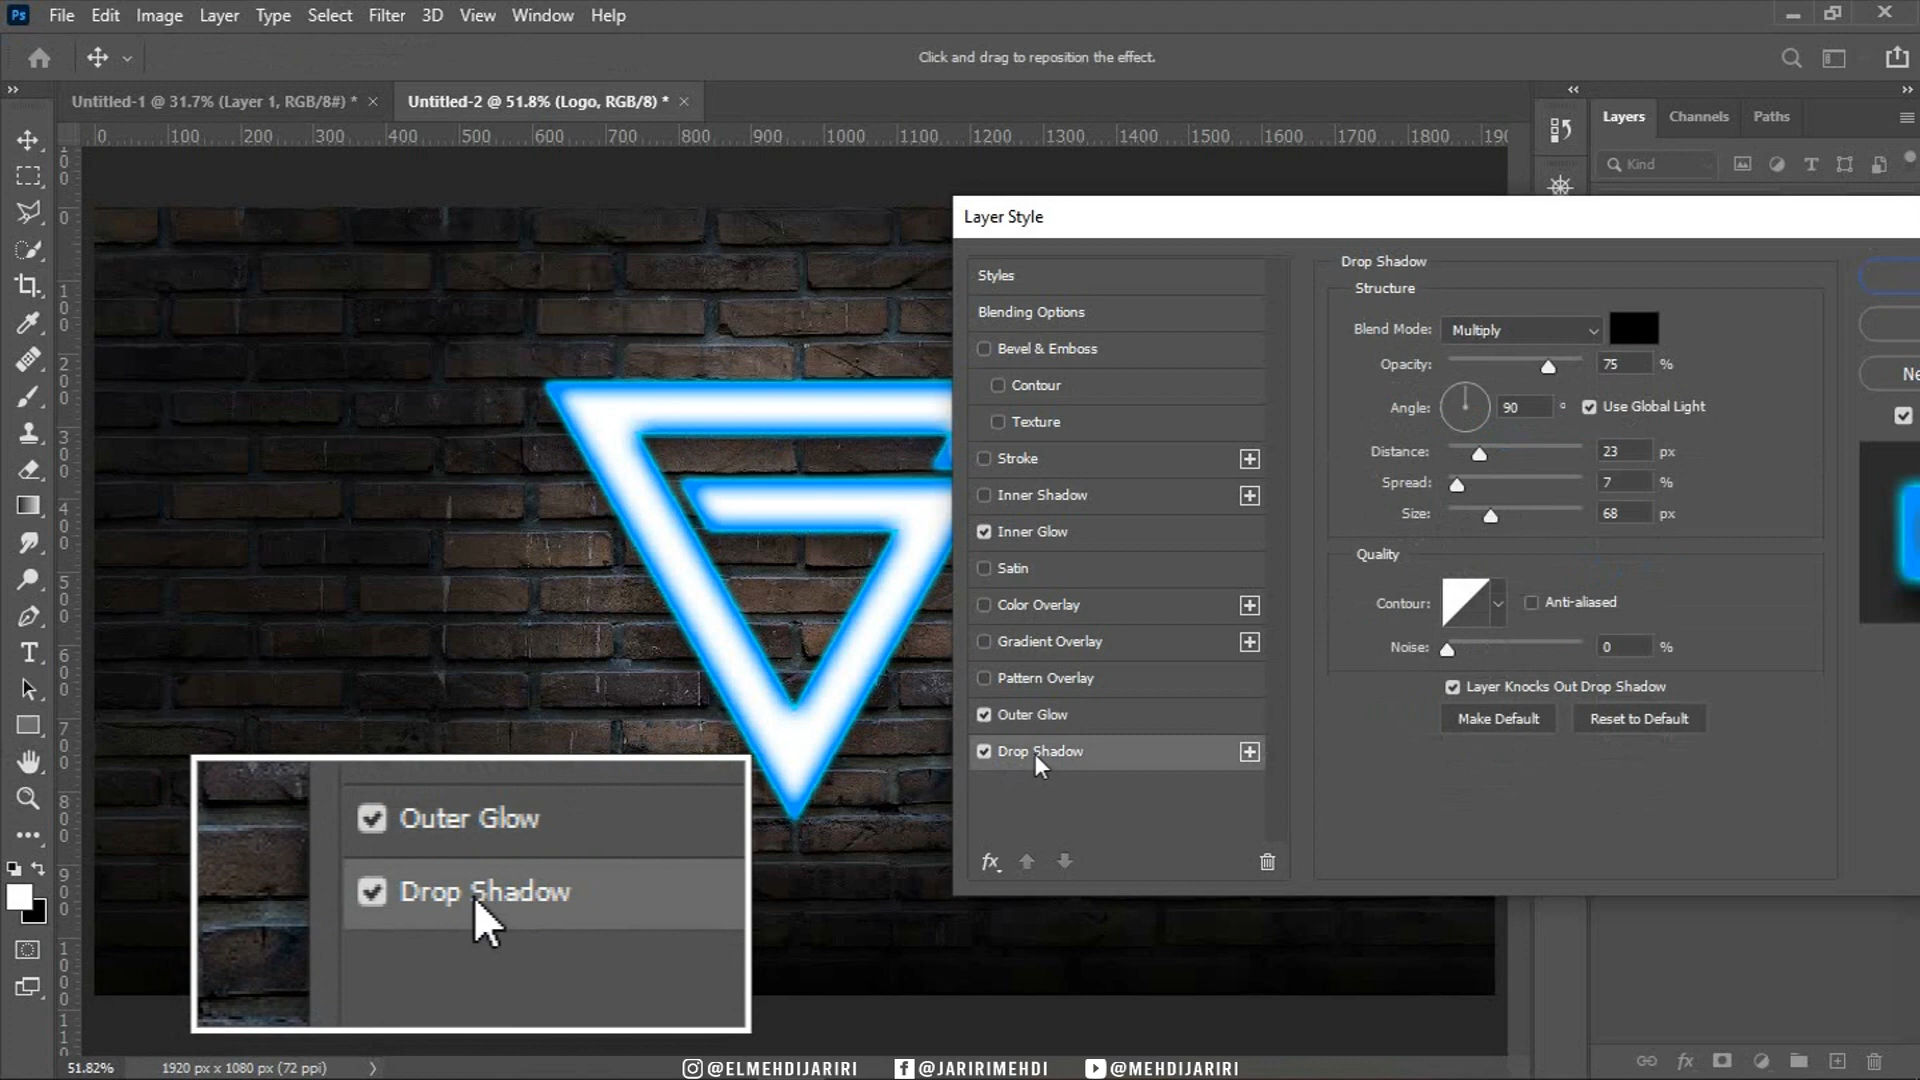 Ps File Edit Image Layer Type Select Filter 3D View Window Help
Click and drag to reposition the effect.
Untitled-1 @ 31.7% (Layer 1, RGB/8#) * ×
Untitled-2 @ 51.8% (Logo, RGB/8) * ×
Layers Channels Paths
0 100 200 300 400 500 600 700 800 900 1000 1100 1200 1300 1400 1500 1600 1700 1800 190
Kind
Layer Style
Styles
Blending Options
Bevel & Emboss
Contour
Texture
Stroke
Inner Shadow
Inner Glow
Satin
Color Overlay
Gradient Overlay
Pattern Overlay
Outer Glow
Drop Shadow
fx
Drop Shadow
Structure
Blend Mode: Multiply
Opacity: 75 %
Angle: 90 ° Use Global Light
Distance: 23 px
Spread: 7 %
Size: 68 px
Quality
Contour: Anti-aliased
Noise: 0 %
Layer Knocks Out Drop Shadow
Make Default Reset to Default
Ne
Outer Glow
Drop Shadow
51.82% 1920 px x 1080 px (72 ppi)
@ELMEHDIJARIRI @JARIRIMEHDI @MEHDIJARIRI
fx